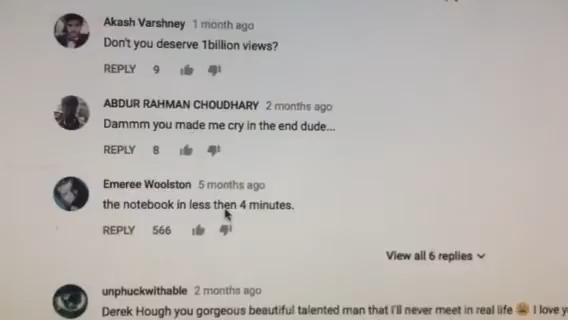 Akash Varshney 1 month ago
Don't you deserve 1billion views?
REPLY 9
ABDUR RAHMAN CHOUDHARY 2 months ago
Dammm you made me cry in the end dude...
REPLY 8
Emeree Woolston 5 months ago
the notebook in less then 4 minutes.
REPLY 566
View all 6 replies
unphuckwithable 2 months ago
Derek Hough you gorgeous beautiful talented man that I'll never meet in real life 😩 I love